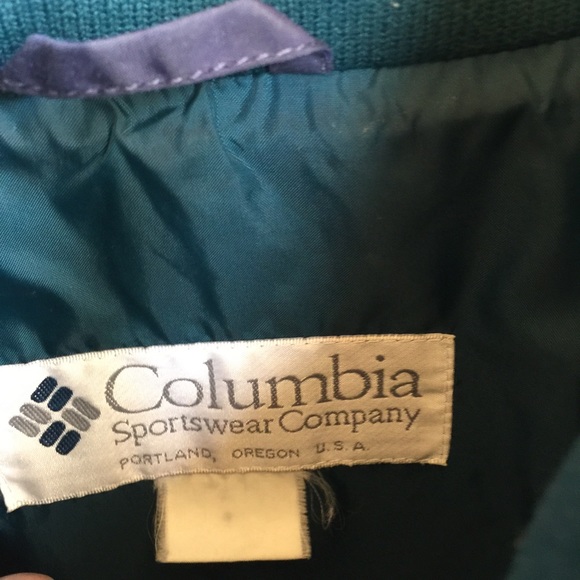 Columbia
Sportswear Company
PORTLAND, OREGON U.S.A.